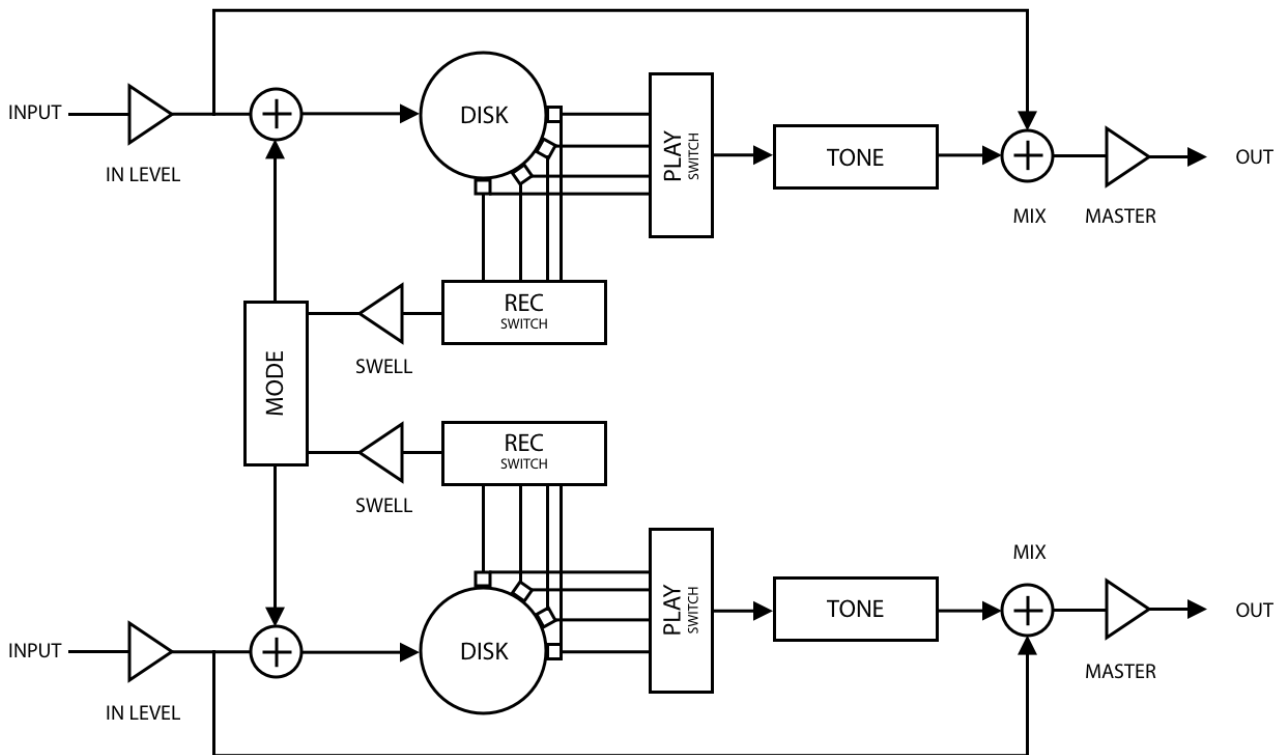 INPUT
IN LEVEL
+
DISK
PLAY
SWITCH
TONE
+
MIX
MASTER
OUT
REC
SWITCH
SWELL
MODE
REC
SWITCH
SWELL
INPUT
IN LEVEL
+
DISK
PLAY
SWITCH
TONE
MIX
+
MASTER
OUT